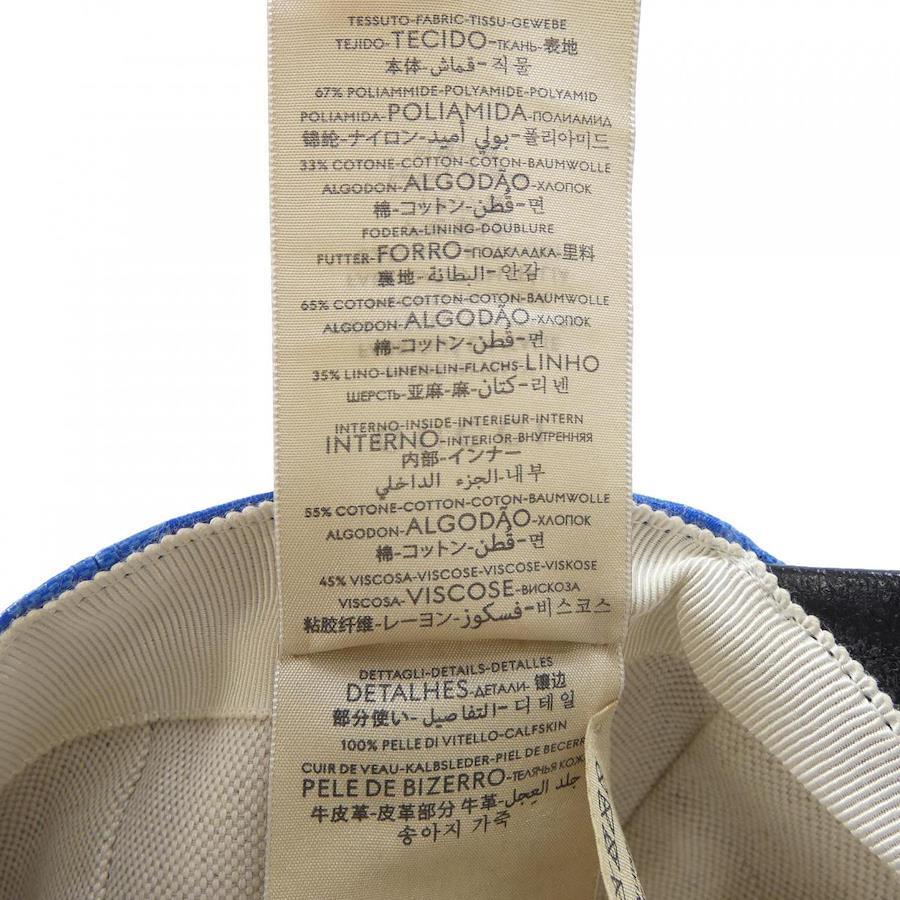 TESSUTO-FABRIC-TISSU-GEWEBE
TEJIDO-TECIDO-ТКАНЬ-表地
本体-قماش-직물
67% POLIAMMIDE-POLYAMIDE-POLYAMID
POLIAMIDA-POLIAMIDA-ПОЛИАМИД
锦纶-ナイロン-بولي أميد-폴리아미드
33% COTONE-COTTON-COTON-BAUMWOLLE
ALGODON-ALGODÃO-ХЛОПОК
棉-コットン-قُطن-면
FODERA-LINING-DOUBLURE
FUTTER-FORRO-ПОДКЛАДКА-里料
裏地-البطانة-안감
65% COTONE-COTTON-COTON-BAUMWOLLE
ALGODON-ALGODÃO-ХЛОПОК
棉-コットン-قُطن-면
35% LINO-LINEN-LIN-FLACHS-LINHO
ШЕРСТЬ-亚麻-麻-كتان-리넨
INTERNO-INSIDE-INTERIEUR-INTERN
INTERNO-INTERIOR-ВНУТРЕННЯЯ
内部-インナー
الجزء الداخلي-내부
55% COTONE-COTTON-COTON-BAUMWOLLE
ALGODON-ALGODÃO-ХЛОПОК
棉-コットン-قُطن-면
45% VISCOSA-VISCOSE-VISCOSE-VISKOSE
VISCOSA-VISCOSE-ВИСКОЗА
粘胶纤维-レーヨン-فسكوز-비스코스
DETTAGLI-DETAILS-DETALLES
DETALHES-ДЕТАЛИ-镶边
部分使い-التفاصيل-디테일
100% PELLE DI VITELLO-CALFSKIN
CUIR DE VEAU-KALBSLEDER-PIEL DE BECERR
PELE DE BIZERRO-ТЕЛЯЧЬЯ КОЖ
牛皮革-皮革部分 牛革-جلد العجل
송아지 가죽